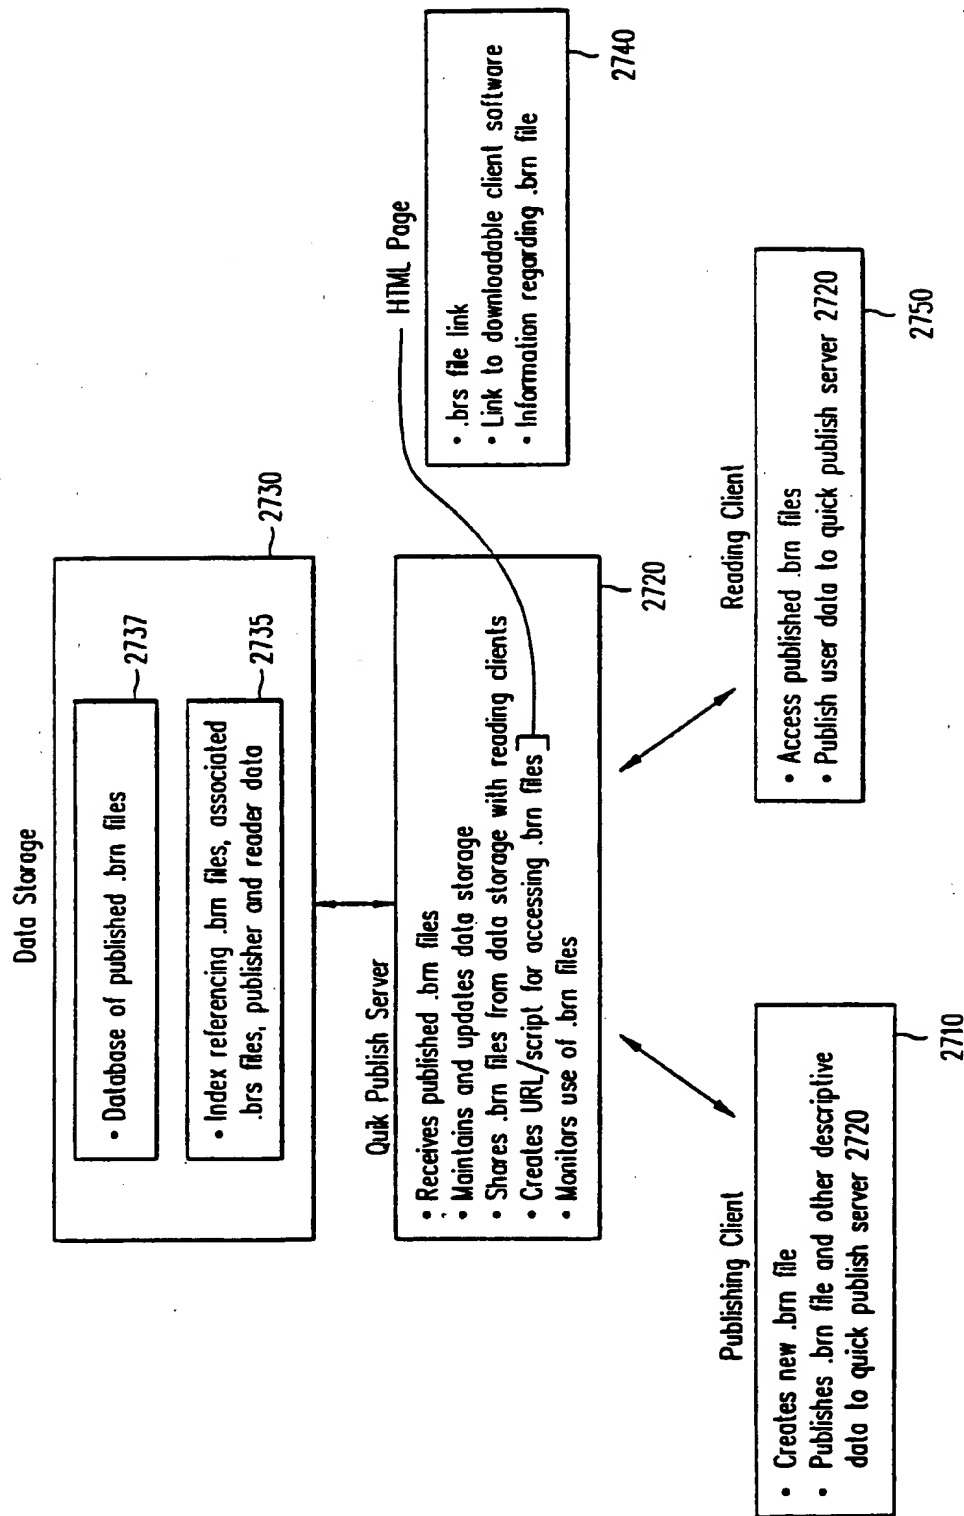 Data Storage
• Database of published .brn files
2737
• Index referencing .brn files, associated
.brs files, publisher and reader data
2735
2730
Quik Publish Server
• Receives published .brn files
• Maintains and updates data storage
• Shares .brn files from data storage with reading clients
• Creates URL/script for accessing .brn files
• Monitors use of .brn files
2720
HTML Page
• .brs file link
• Link to downloadable client software
• Information regarding .brn file
2740
Publishing Client
• Creates new .brn file
• Publishes .brn file and other descriptive
data to quick publish server 2720
2710
Reading Client
• Access published .brn files
• Publish user data to quick publish server 2720
2750